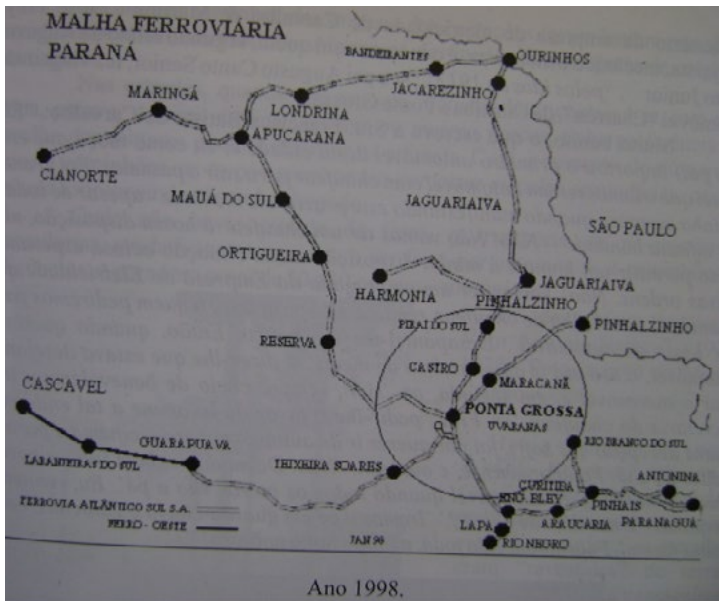 MALHA FERROVIÁRIA
PARANÁ
BANDEIRANTES
OURINHOS
JACAREZINHO
LONDRINA
MARINGÁ
APUCARANA
CIANORTE
MAUÁ DO SUL
JAGUARIAIVA
SÃO PAULO
ORTIGUEIRA
HARMONIA
JAGUARIAIVA
PINHALZINHO
PIRAI DO SUL
PINHALZINHO
RESERVA
CASTRO
MARACANÃ
CASCAVEL
PONTA GROSSA
UVARANAS
GUARAPUAVA
RIO BRANCO DO SUL
LARANJEIRAS DO SUL
TEIXEIRA SOARES
CURITIBA
ANTONINA
ENG. BLEY
PINHAIS
PARANAGUÁ
FERROVIA ATLÂNTICO SUL S.A.
FERRO - OESTE
LAPA
ARAUCÁRIA
RIO NEGRO
JAN 98
Ano 1998.